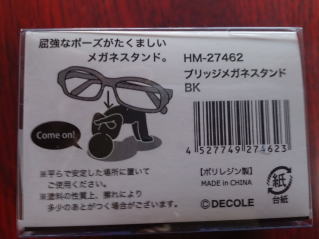 屈強なポーズがたくましい
メガネスタンド。
HM-27462
ブリッジメガネスタンド
BK
Come on!
4 527749 274623
※平らで安定した場所に置いて
ご使用ください。
※塗料の性質上、擦れにより
多少のあとがつく場合がございます。
【ポリレジン製】
MADE in CHINA
©DECOLE
紙
台紙